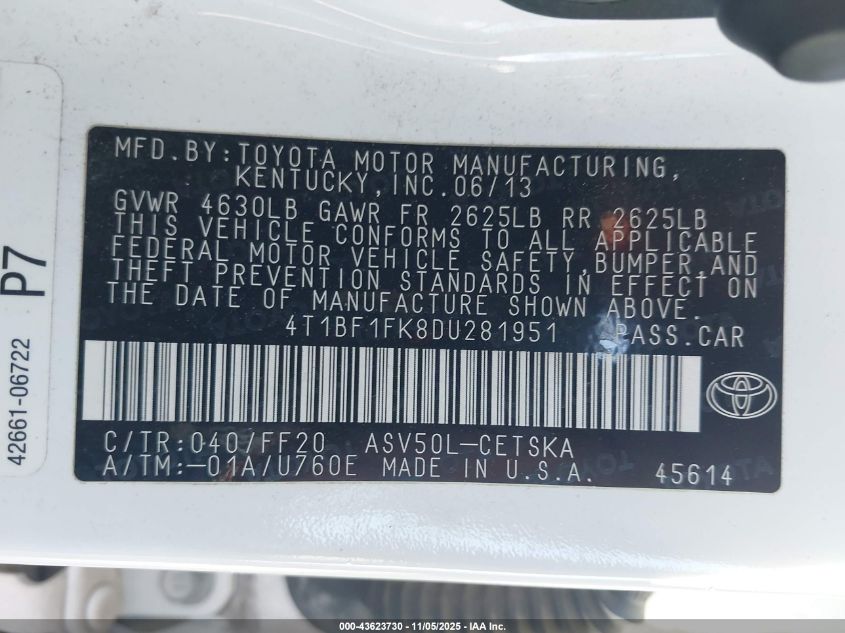 MFD.BY:TOYOTA MOTOR MANUFACTURING,
KENTUCKY,INC.06/13
GVWR 4630LB GAWR FR 2625LB RR 2625LB
THIS VEHICLE CONFORMS TO ALL APPLICABLE
FEDERAL MOTOR VEHICLE SAFETY,BUMPER,AND
THEFT PREVENTION STANDARDS IN EFFECT ON
THE DATE OF MANUFACTURE SHOWN ABOVE.
4T1BF1FK8DU281951 PASS.CAR
C/TR:040/FF20 ASV50L-CETSKA
A/TM:-01A/U760E MADE IN U.S.A. 45614
42661-06722 P7
000-43623730 - 11/05/2025 - IAA Inc.